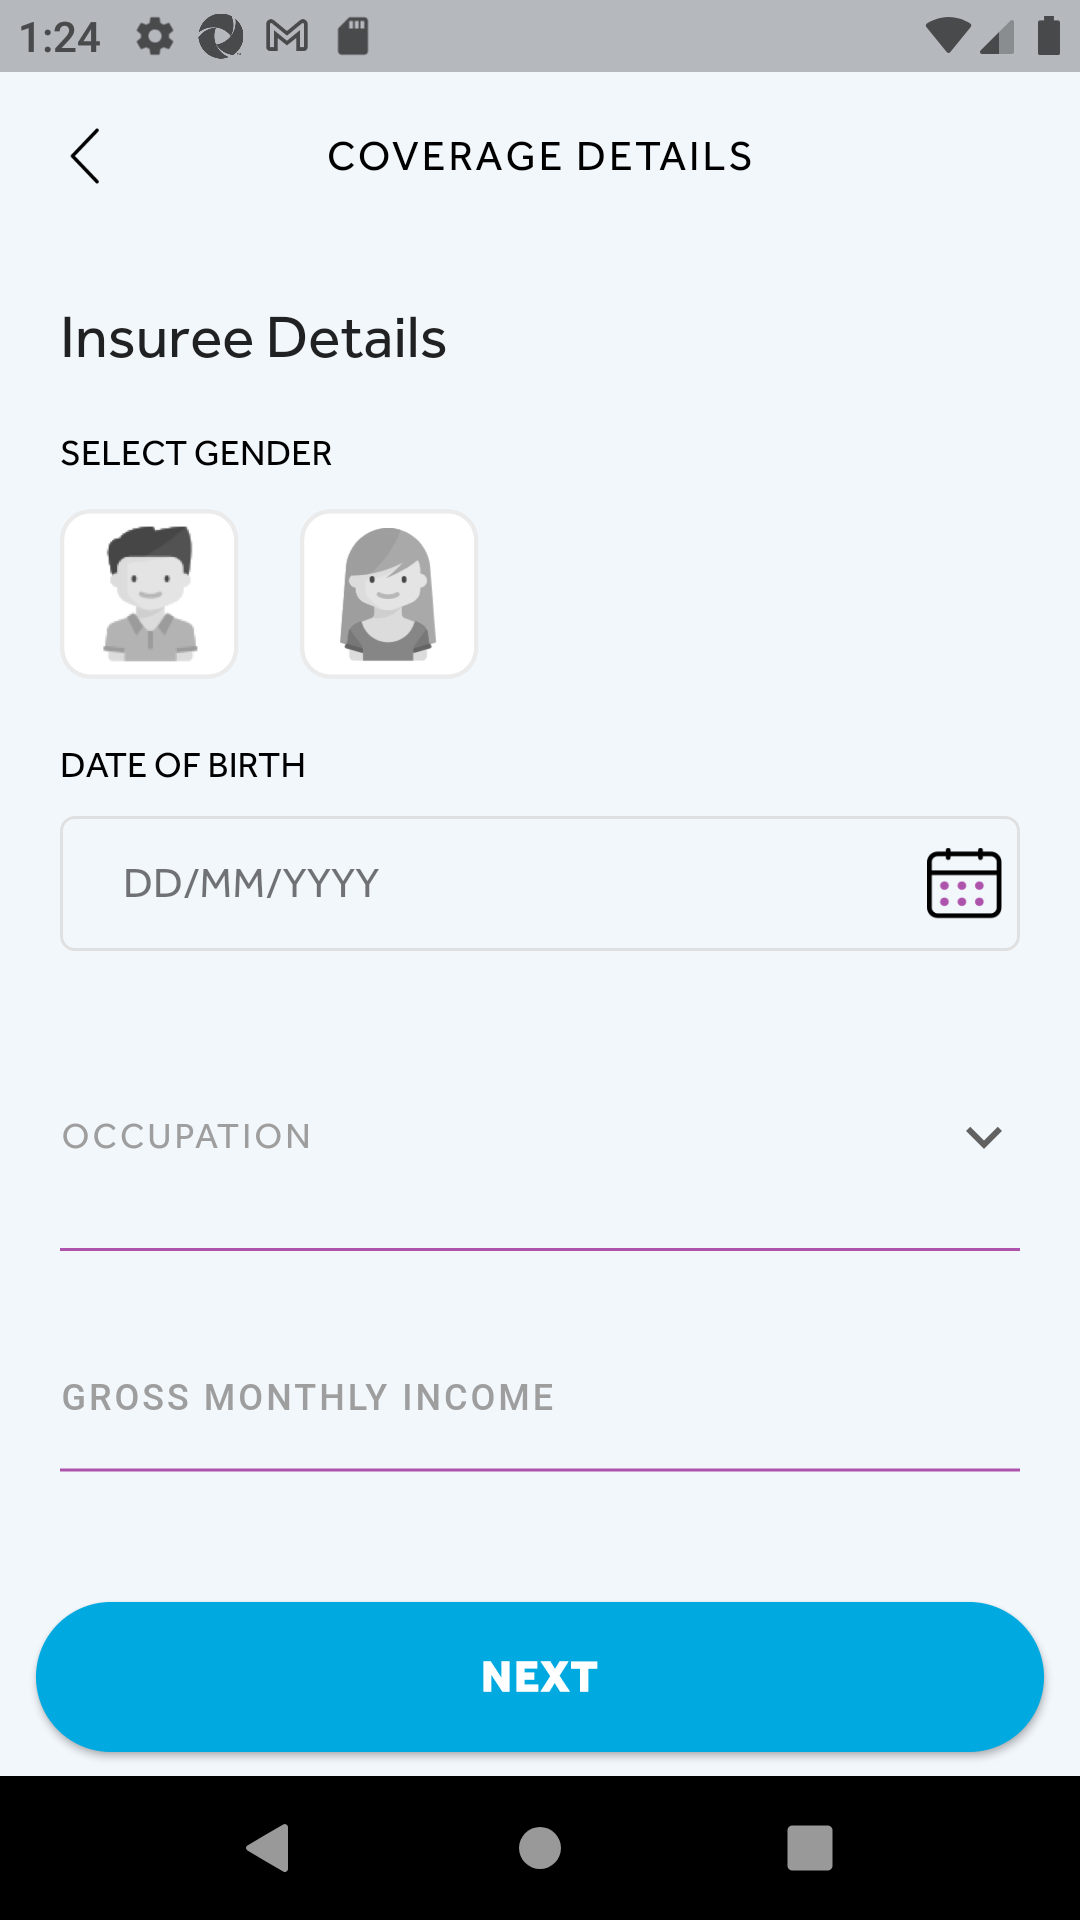 1:24
COVERAGE DETAILS
Insuree Details
SELECT GENDER
DATE OF BIRTH
DD/MM/YYYY
OCCUPATION
GROSS MONTHLY INCOME
NEXT